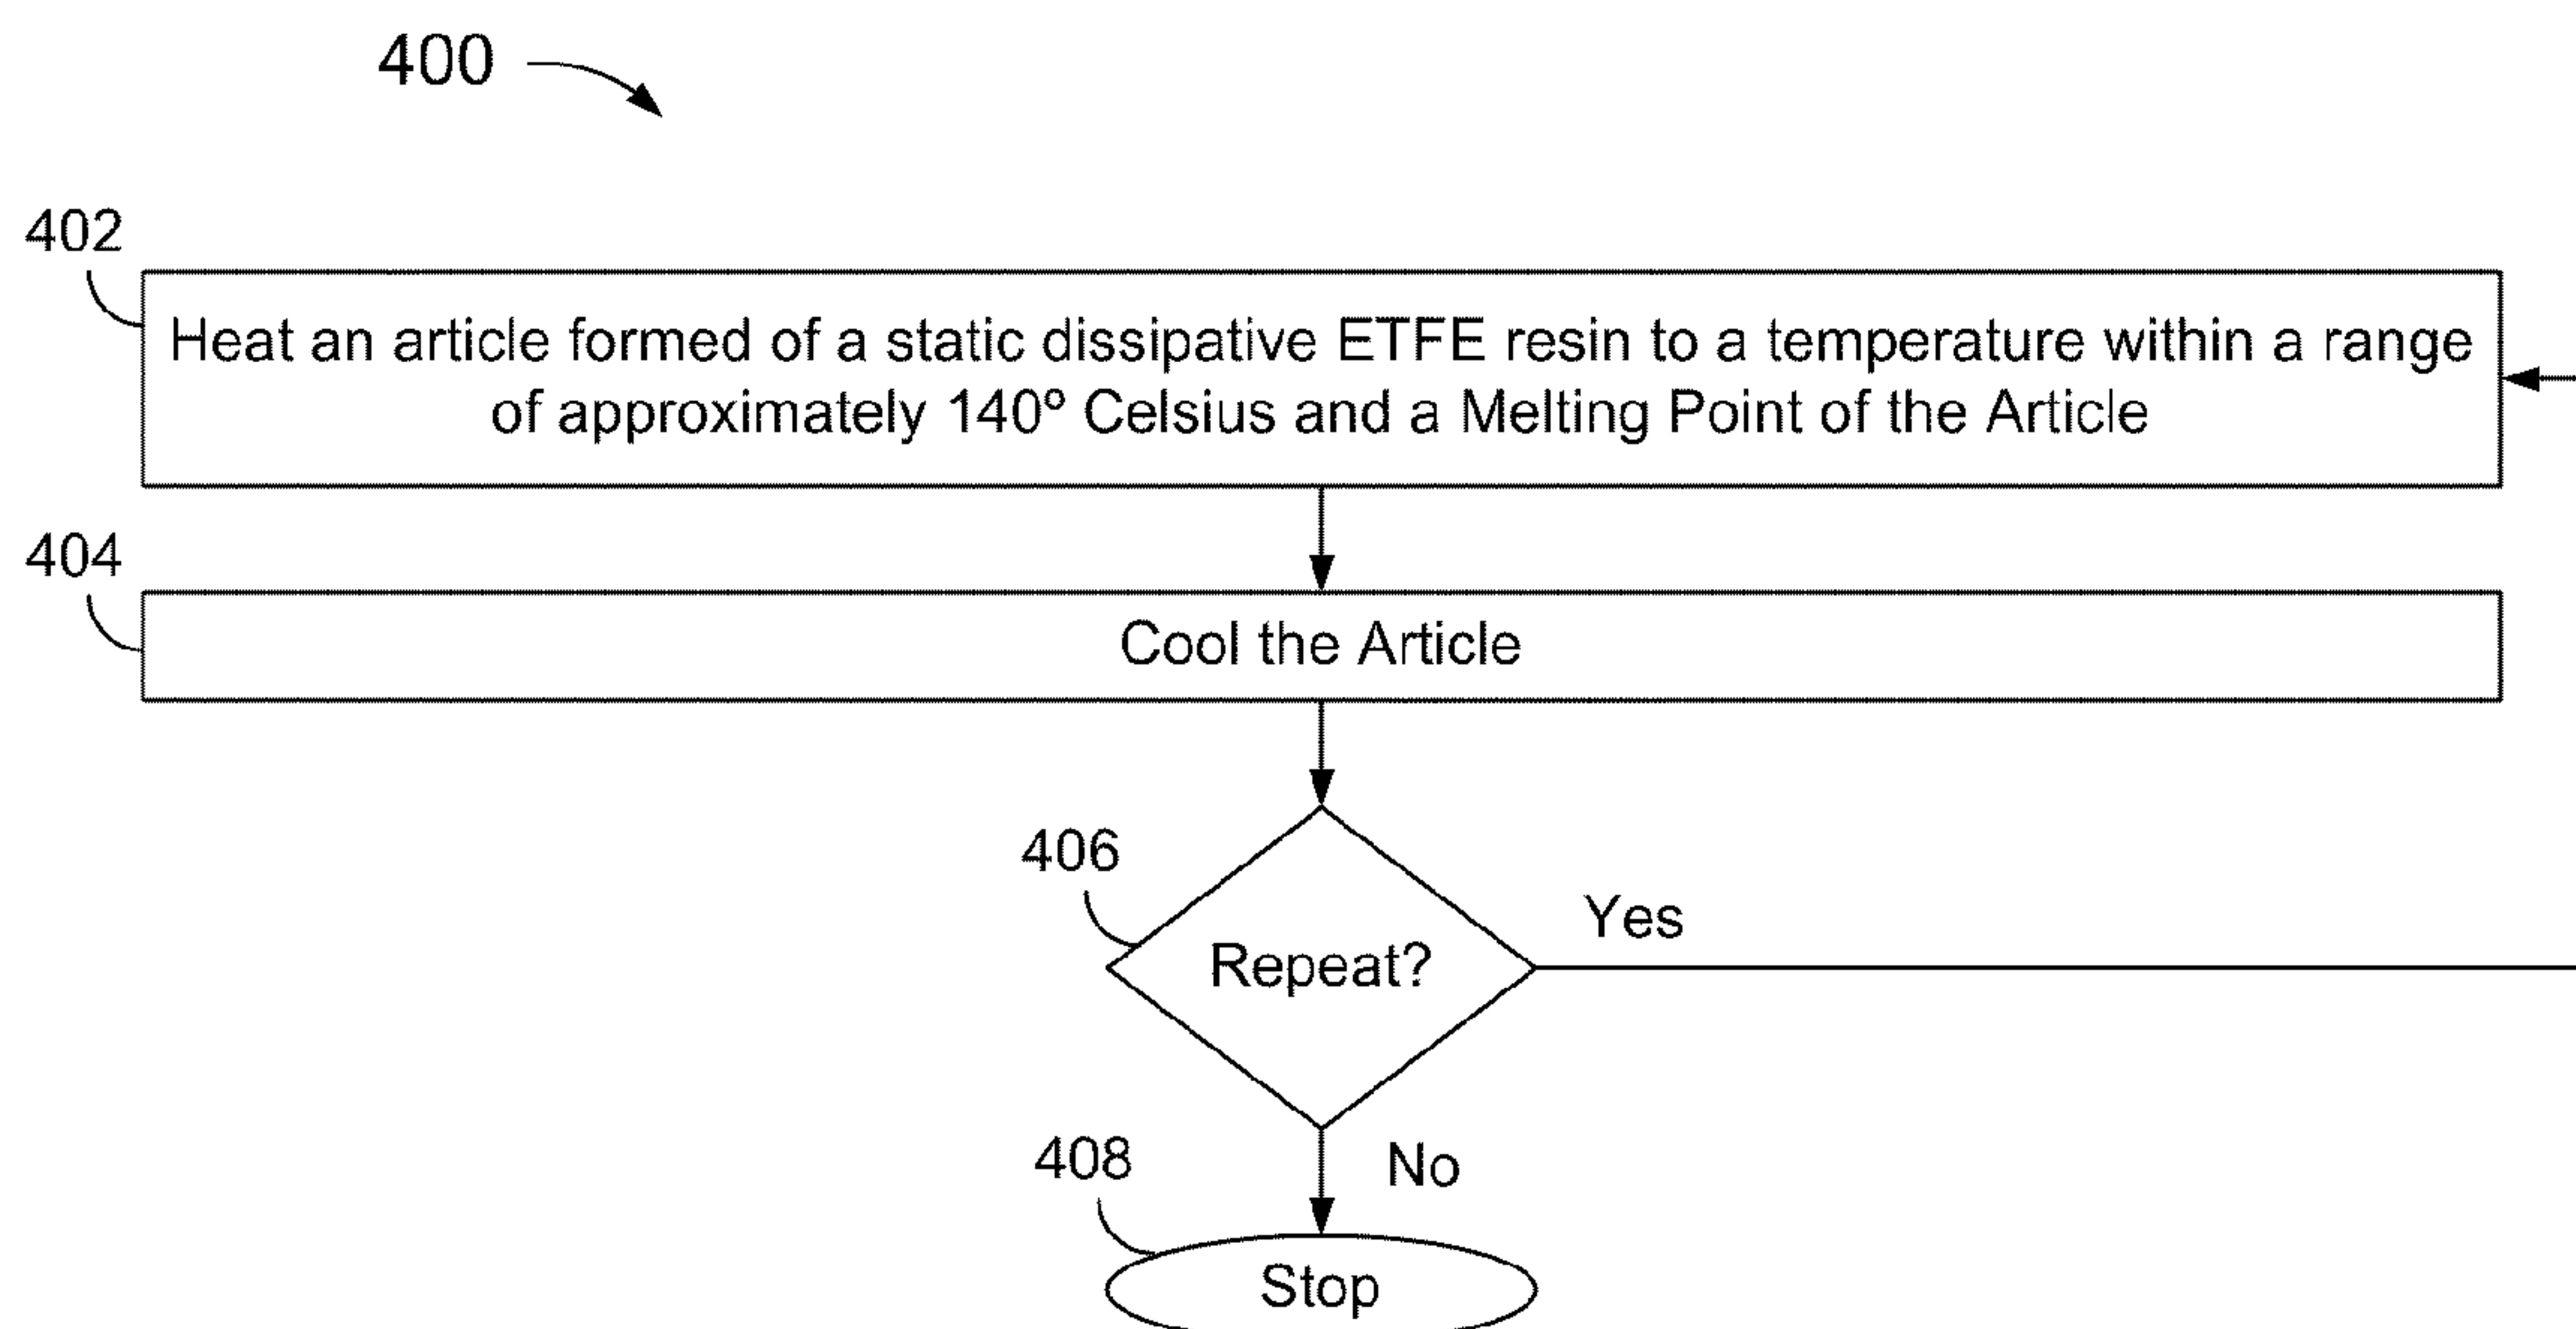 400
402
Heat an article formed of a static dissipative ETFE resin to a temperature within a range
of approximately 140º Celsius and a Melting Point of the Article
404
Cool the Article
406
Repeat?
Yes
No
408
Stop